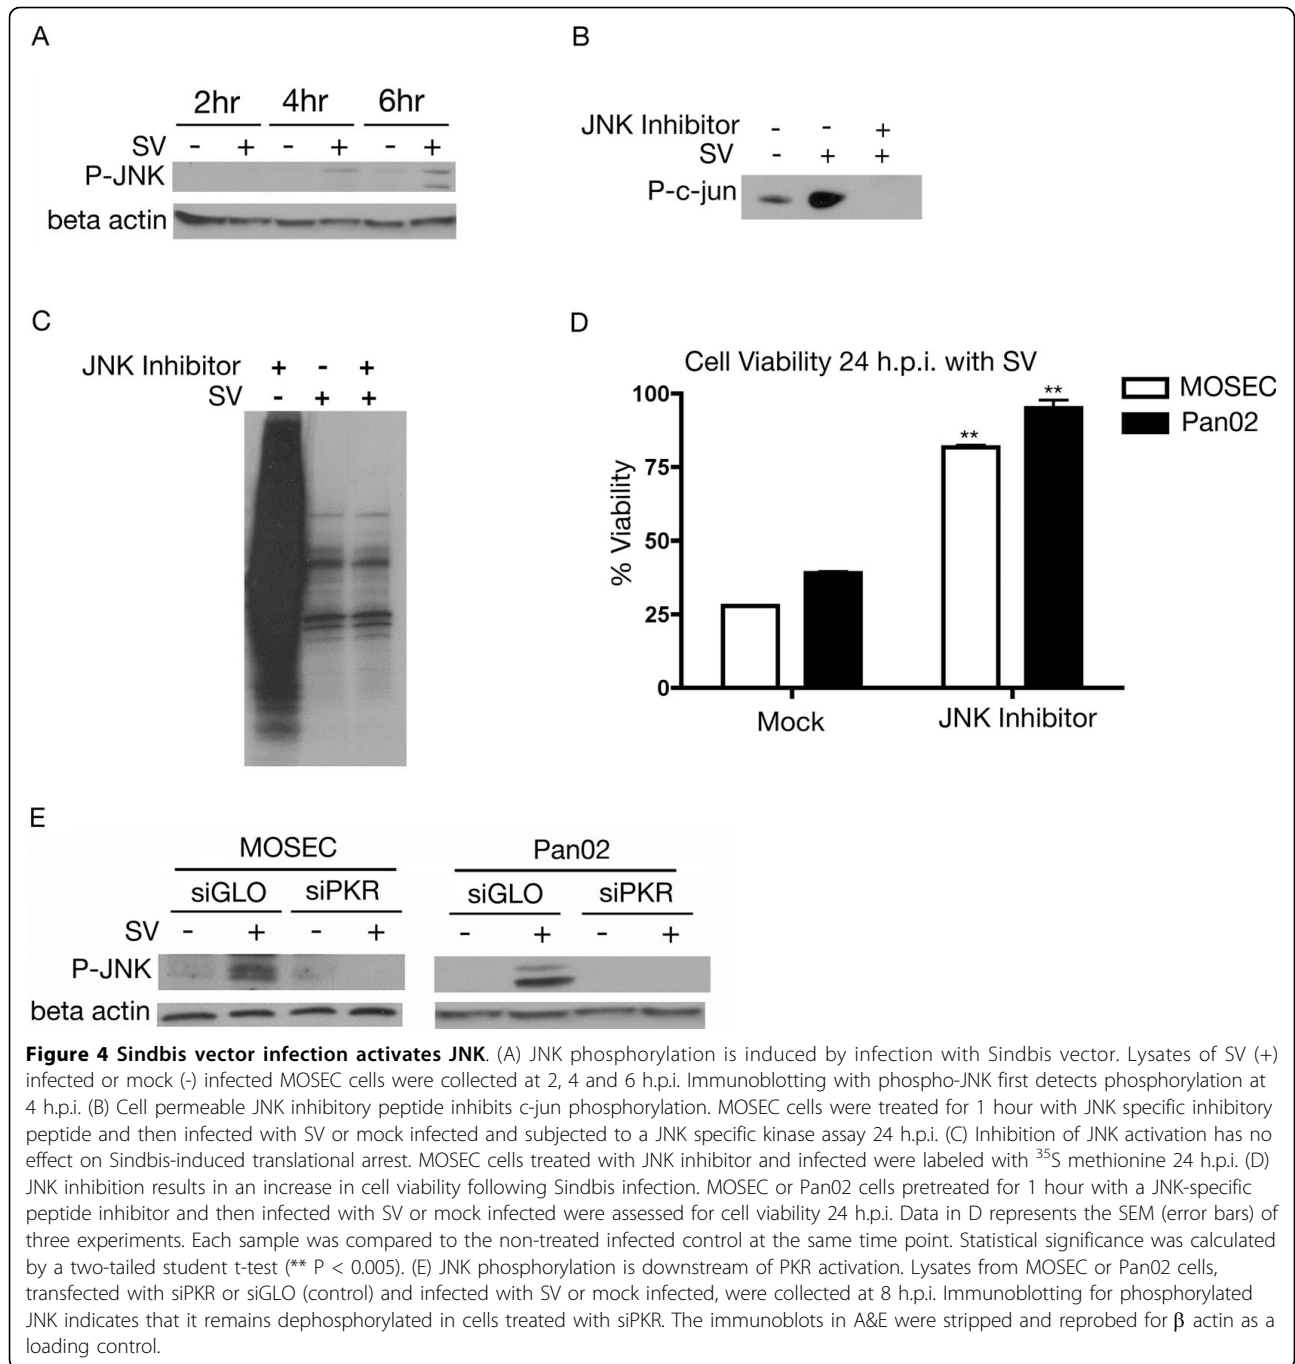 A
2hr 4hr 6hr
SV - + - + - +
P-JNK
beta actin
B
JNK Inhibitor - - +
SV - + +
P-c-jun
C
JNK Inhibitor + - +
SV - + +
D
Cell Viability 24 h.p.i. with SV
MOSEC
Pan02
% Viability
100
75
50
25
0
**
**
Mock JNK Inhibitor
E
MOSEC Pan02
siGLO siPKR siGLO siPKR
SV - + - + - + - +
P-JNK
beta actin
Figure 4 Sindbis vector infection activates JNK. (A) JNK phosphorylation is induced by infection with Sindbis vector. Lysates of SV (+)
infected or mock (-) infected MOSEC cells were collected at 2, 4 and 6 h.p.i. Immunoblotting with phospho-JNK first detects phosphorylation at
4 h.p.i. (B) Cell permeable JNK inhibitory peptide inhibits c-jun phosphorylation. MOSEC cells were treated for 1 hour with JNK specific inhibitory
peptide and then infected with SV or mock infected and subjected to a JNK specific kinase assay 24 h.p.i. (C) Inhibition of JNK activation has no
effect on Sindbis-induced translational arrest. MOSEC cells treated with JNK inhibitor and infected were labeled with ³⁵S methionine 24 h.p.i. (D)
JNK inhibition results in an increase in cell viability following Sindbis infection. MOSEC or Pan02 cells pretreated for 1 hour with a JNK-specific
peptide inhibitor and then infected with SV or mock infected were assessed for cell viability 24 h.p.i. Data in D represents the SEM (error bars) of
three experiments. Each sample was compared to the non-treated infected control at the same time point. Statistical significance was calculated
by a two-tailed student t-test (** P < 0.005). (E) JNK phosphorylation is downstream of PKR activation. Lysates from MOSEC or Pan02 cells,
transfected with siPKR or siGLO (control) and infected with SV or mock infected, were collected at 8 h.p.i. Immunoblotting for phosphorylated
JNK indicates that it remains dephosphorylated in cells treated with siPKR. The immunoblots in A&E were stripped and reprobed for β actin as a
loading control.